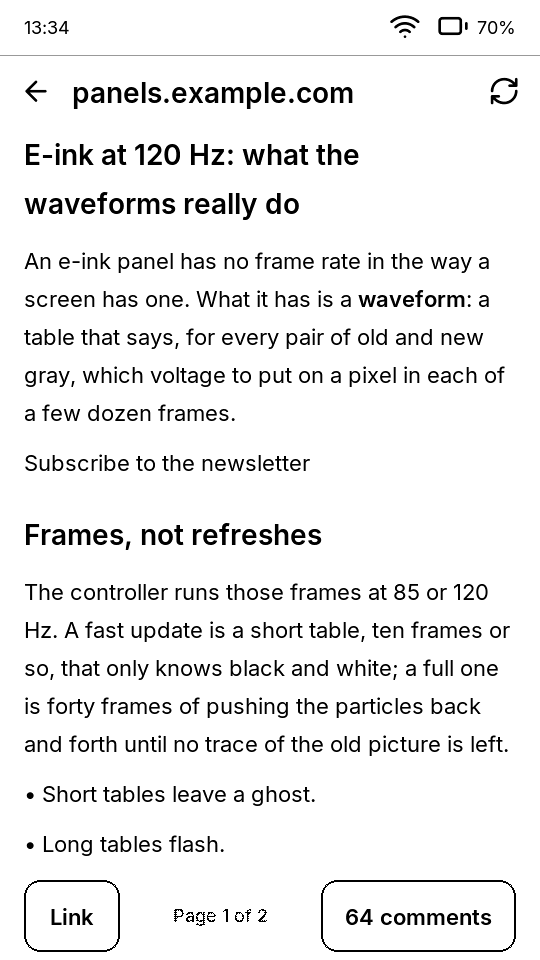 13:34
70%
panels.example.com
E-ink at 120 Hz: what the
waveforms really do
An e-ink panel has no frame rate in the way a
screen has one. What it has is a waveform: a
table that says, for every pair of old and new
gray, which voltage to put on a pixel in each of
a few dozen frames.
Subscribe to the newsletter
Frames, not refreshes
The controller runs those frames at 85 or 120
Hz. A fast update is a short table, ten frames or
so, that only knows black and white; a full one
is forty frames of pushing the particles back
and forth until no trace of the old picture is left.
• Short tables leave a ghost.
• Long tables flash.
Link
Page 1 of 2
64 comments